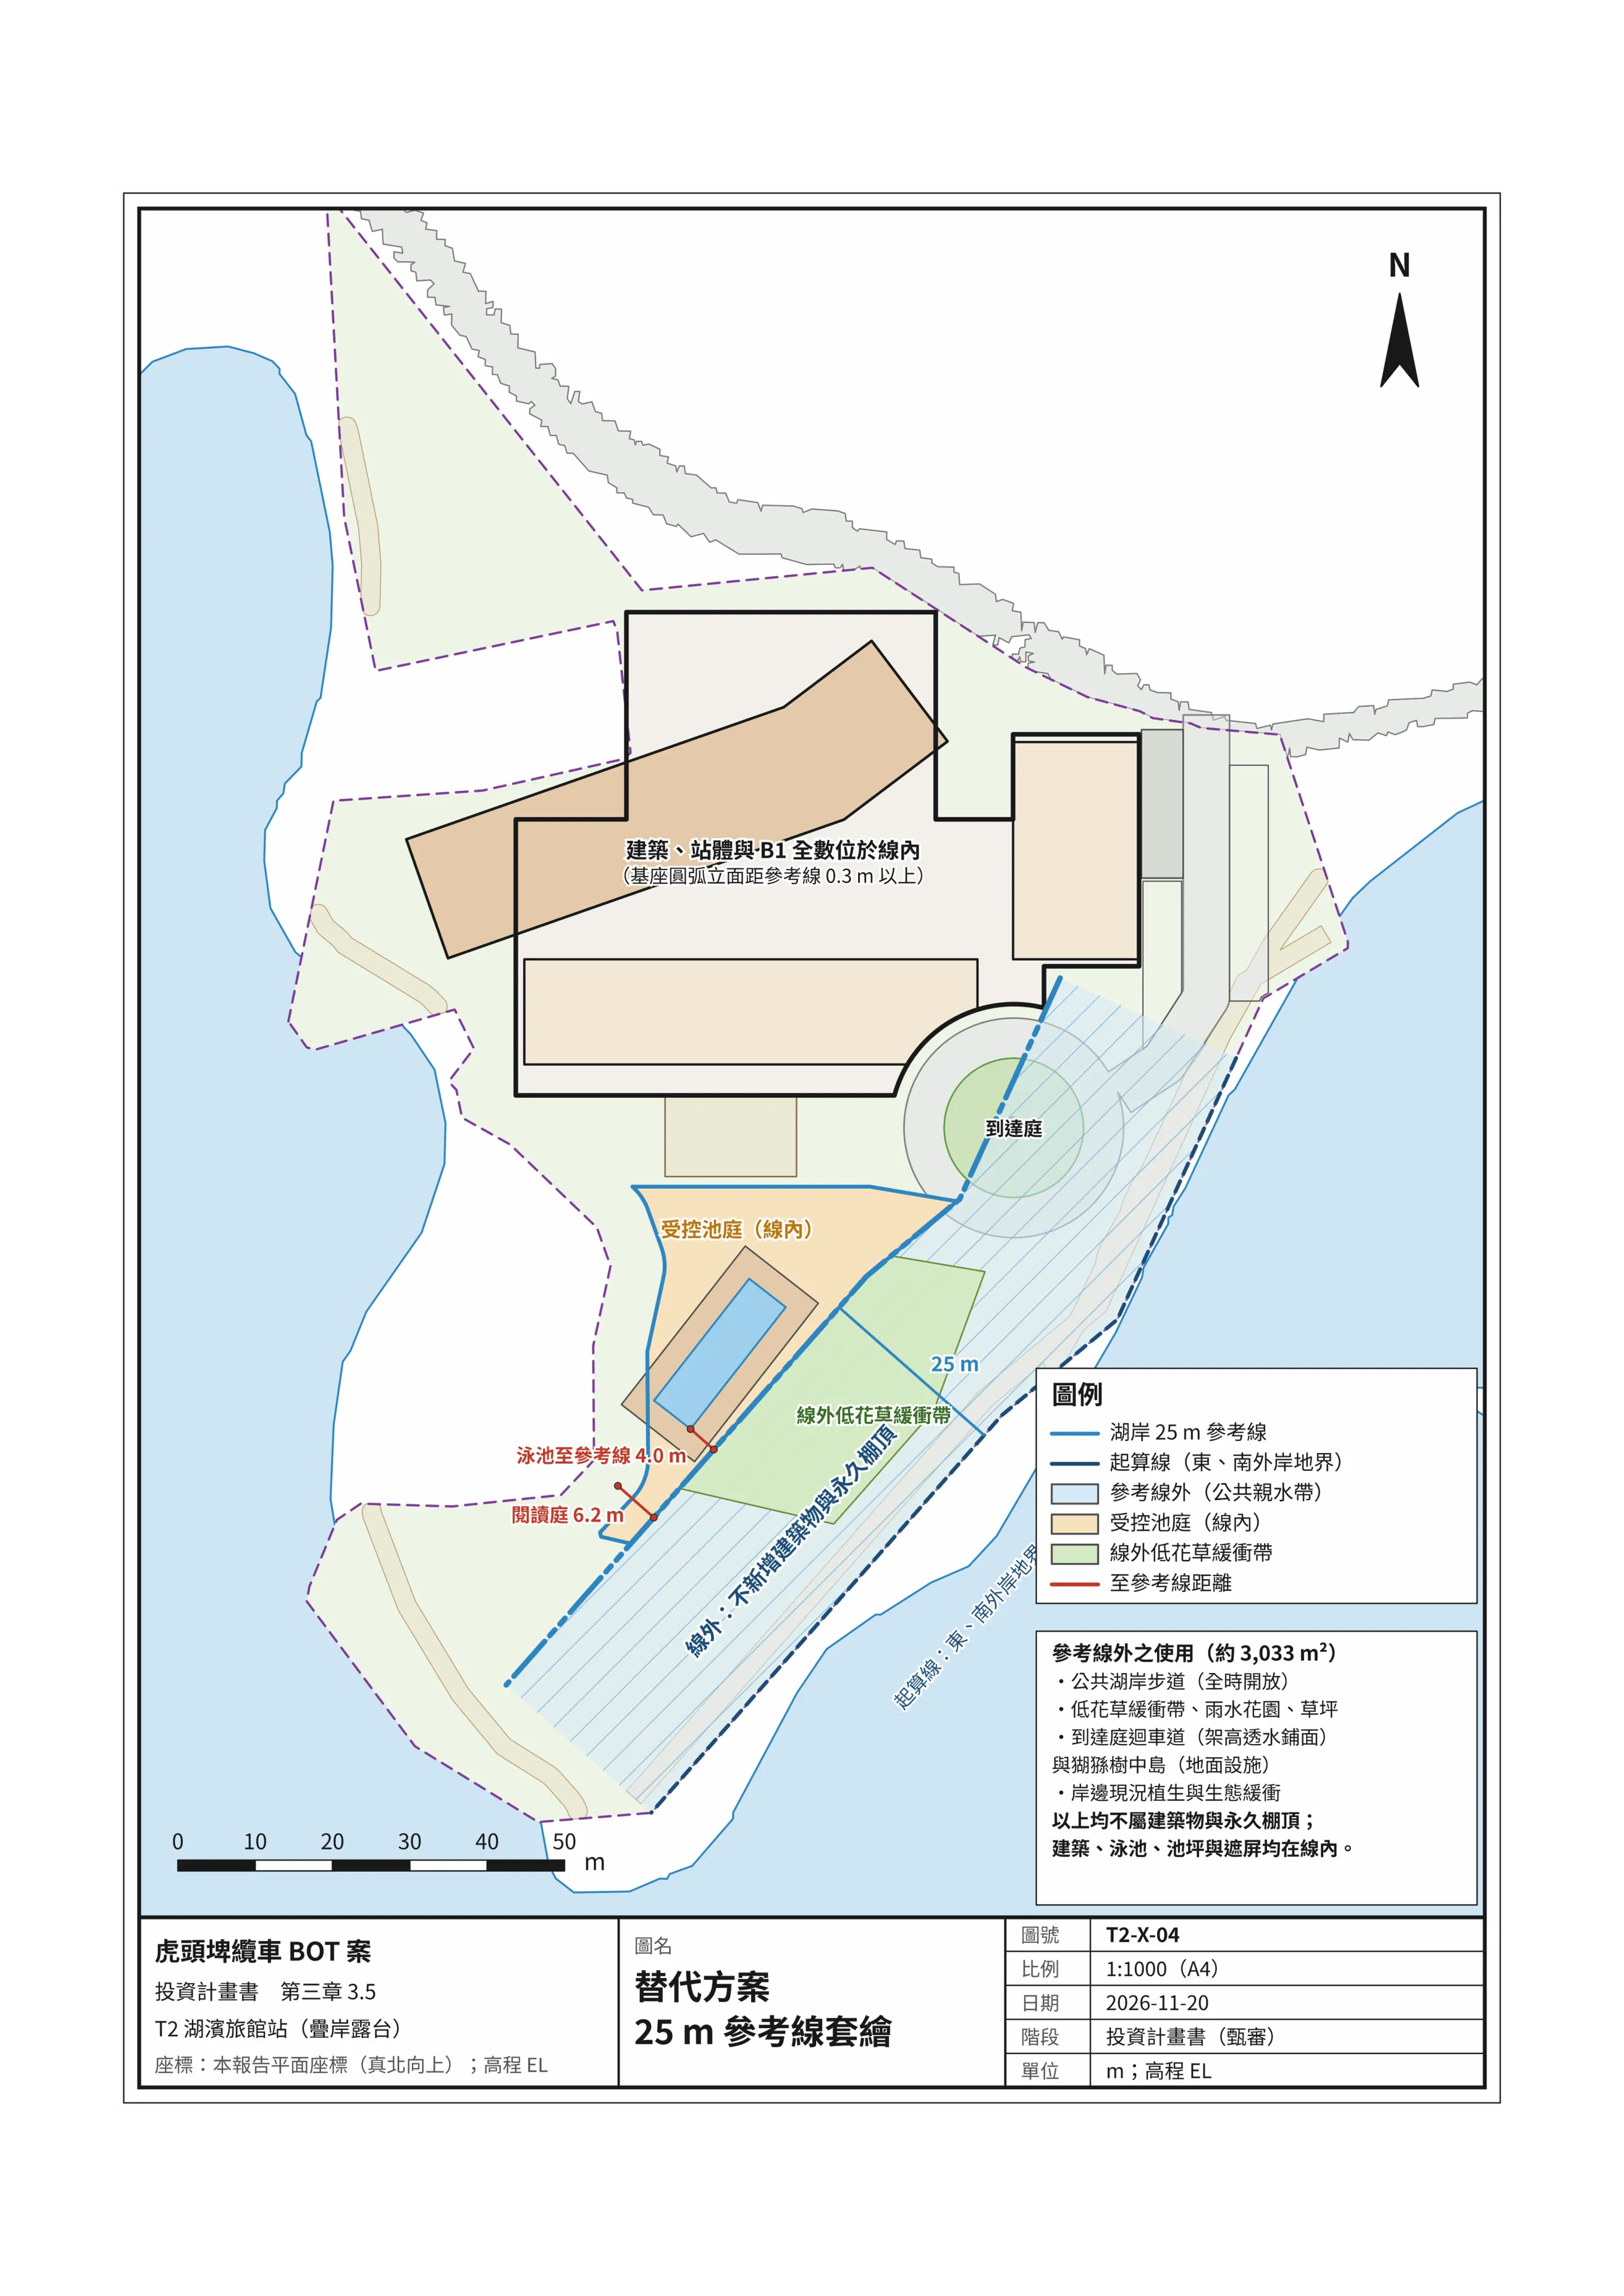 N
建築、站體與 B1 全數位於線內
（基座圓弧立面距參考線 0.3 m 以上）
到達庭
受控池庭（線內）
25 m
線外低花草緩衝帶
泳池至參考線 4.0 m
閱讀庭 6.2 m
線外：不新增建築物與永久棚頂
起算線：東、南外岸地界
圖例
湖岸 25 m 參考線
起算線（東、南外岸地界）
參考線外（公共親水帶）
受控池庭（線內）
線外低花草緩衝帶
至參考線距離
參考線外之使用（約 3,033 m²）
・公共湖岸步道（全時開放）
・低花草緩衝帶、雨水花園、草坪
・到達庭迴車道（架高透水鋪面）
與獼猻樹中島（地面設施）
・岸邊現況植生與生態緩衝
以上均不屬建築物與永久棚頂；
建築、泳池、池坪與遮屏均在線內。
0 10 20 30 40 50 m
虎頭埤纜車 BOT 案
投資計畫書　第三章 3.5
T2 湖濱旅館站（疊岸露台）
座標：本報告平面座標（真北向上）；高程 EL
圖名
替代方案
25 m 參考線套繪
圖號 T2-X-04
比例 1:1000（A4）
日期 2026-11-20
階段 投資計畫書（甄審）
單位 m；高程 EL